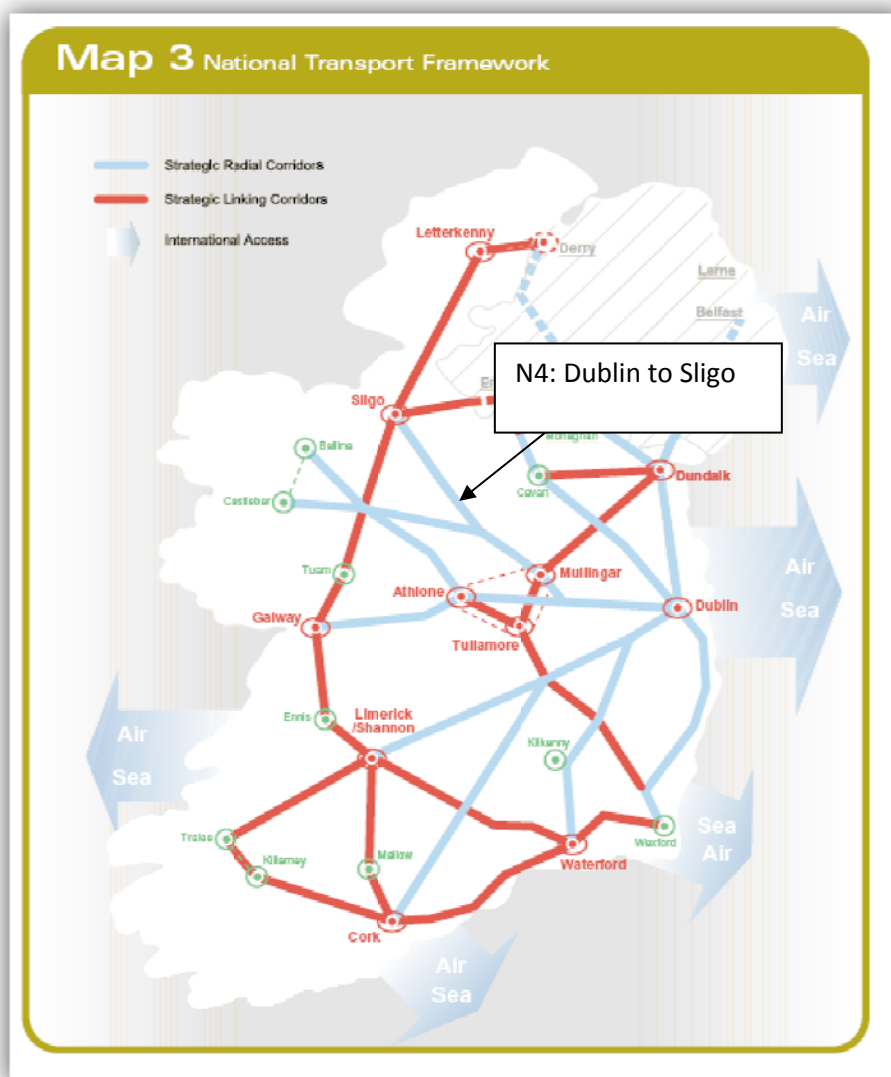 Map 3 National Transport Framework
Strategic Radial Corridors
Strategic Linking Corridors
International Access
Letterkenny
Derry
Larne
Belfast
Air
Sea
N4: Dublin to Sligo
En
Sligo
Monaghan
Ballina
Cavan
Dundalk
Castlebar
Tuam
Athlone
Mullingar
Air
Sea
Dublin
Galway
Tullamore
Ennis
Limerick
/Shannon
Air
Sea
Kilkenny
Tralee
Killarney
Mallow
Waterford
Wexford
Sea
Air
Cork
Air
Sea